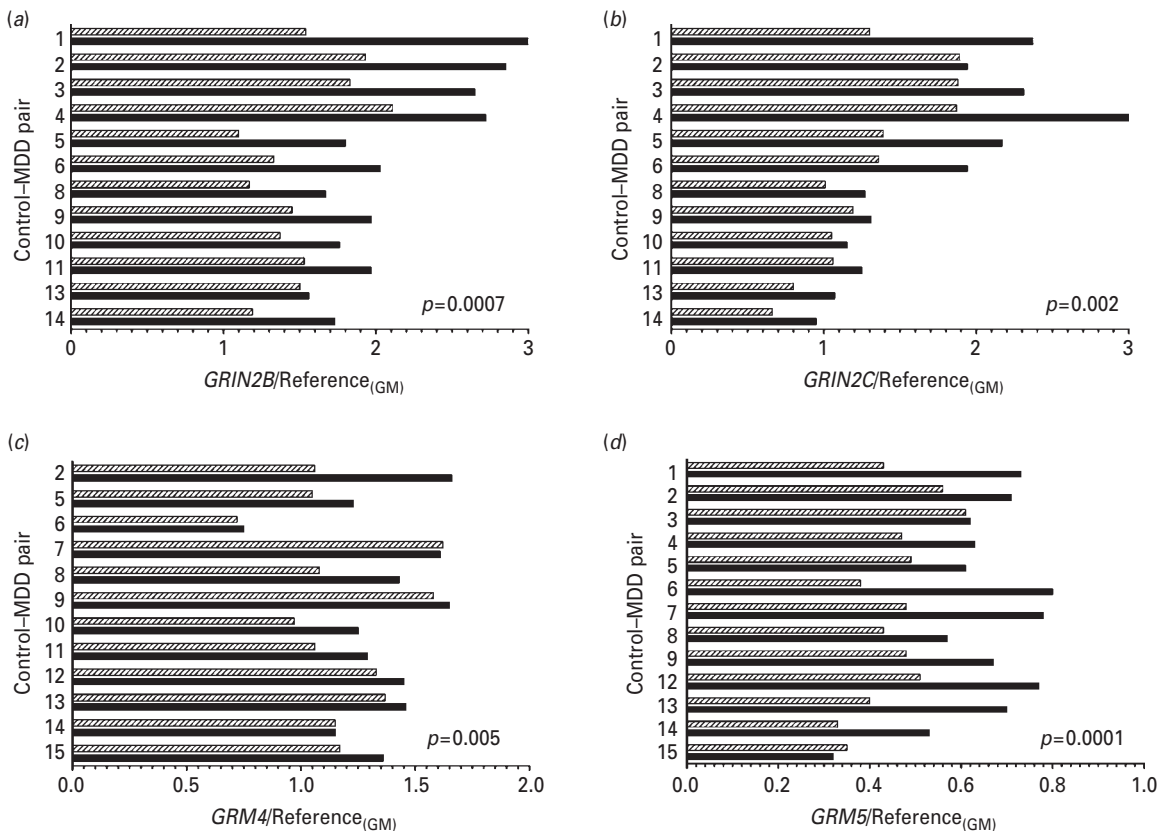 (a)
Control–MDD pair
1
2
3
4
5
6
8
9
10
11
13
14
p=0.0007
0 1 2 3
GRIN2B/Reference(GM)
(b)
Control–MDD pair
1
2
3
4
5
6
8
9
10
11
13
14
p=0.002
0 1 2 3
GRIN2C/Reference(GM)
(c)
Control–MDD pair
2
5
6
7
8
9
10
11
12
13
14
15
p=0.005
0.0 0.5 1.0 1.5 2.0
GRM4/Reference(GM)
(d)
Control–MDD pair
1
2
3
4
5
6
7
8
9
12
13
14
15
p=0.0001
0.0 0.2 0.4 0.6 0.8 1.0
GRM5/Reference(GM)